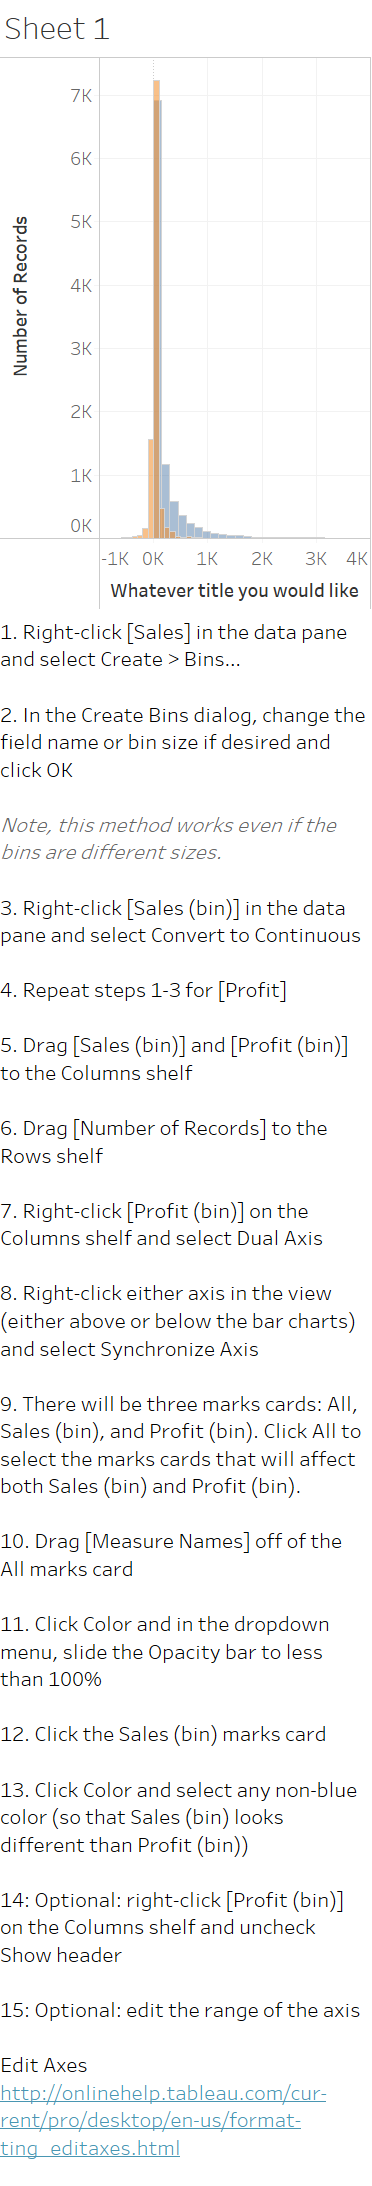 Sheet 1
7K
6K
5K
4K
3K
2K
1K
0K
Number of Records
-1K 0K 1K 2K 3K 4K
Whatever title you would like
1. Right-click [Sales] in the data pane
and select Create > Bins...
2. In the Create Bins dialog, change the
field name or bin size if desired and
click OK
Note, this method works even if the
bins are different sizes.
3. Right-click [Sales (bin)] in the data
pane and select Convert to Continuous
4. Repeat steps 1-3 for [Profit]
5. Drag [Sales (bin)] and [Profit (bin)]
to the Columns shelf
6. Drag [Number of Records] to the
Rows shelf
7. Right-click [Profit (bin)] on the
Columns shelf and select Dual Axis
8. Right-click either axis in the view
(either above or below the bar charts)
and select Synchronize Axis
9. There will be three marks cards: All,
Sales (bin), and Profit (bin). Click All to
select the marks cards that will affect
both Sales (bin) and Profit (bin).
10. Drag [Measure Names] off of the
All marks card
11. Click Color and in the dropdown
menu, slide the Opacity bar to less
than 100%
12. Click the Sales (bin) marks card
13. Click Color and select any non-blue
color (so that Sales (bin) looks
different than Profit (bin))
14: Optional: right-click [Profit (bin)]
on the Columns shelf and uncheck
Show header
15: Optional: edit the range of the axis
Edit Axes
http://onlinehelp.tableau.com/cur-
rent/pro/desktop/en-us/format-
ting_editaxes.html